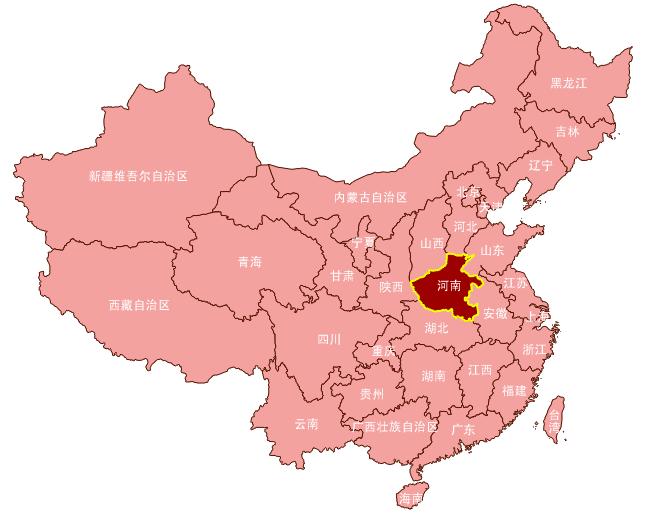 黑龙江
吉林
辽宁
新疆维吾尔自治区
内蒙古自治区
北京
天津
河北
宁夏
山西
山东
青海
甘肃
陕西
河南
江苏
西藏自治区
安徽
上海
湖北
四川
重庆
浙江
江西
湖南
福建
贵州
台湾
云南
广西壮族自治区
广东
海南